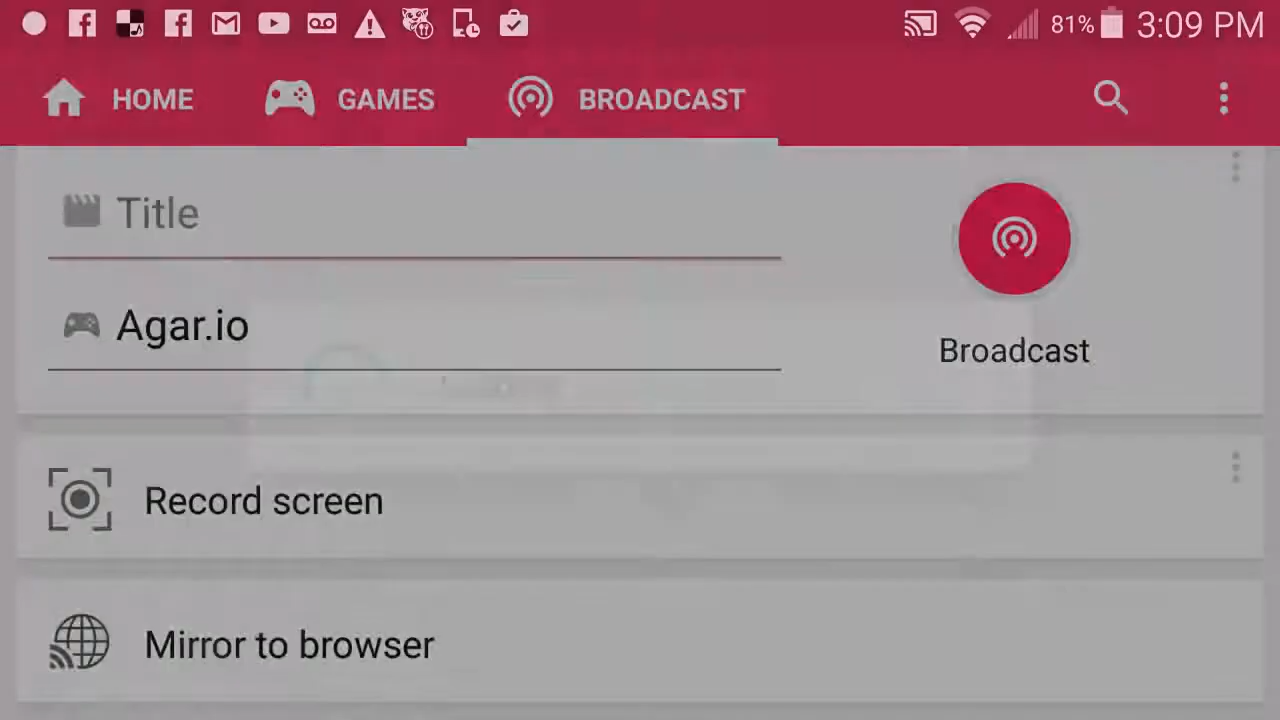 81% 3:09 PM
HOME GAMES BROADCAST
Title
Agar.io
Broadcast
Record screen
Mirror to browser